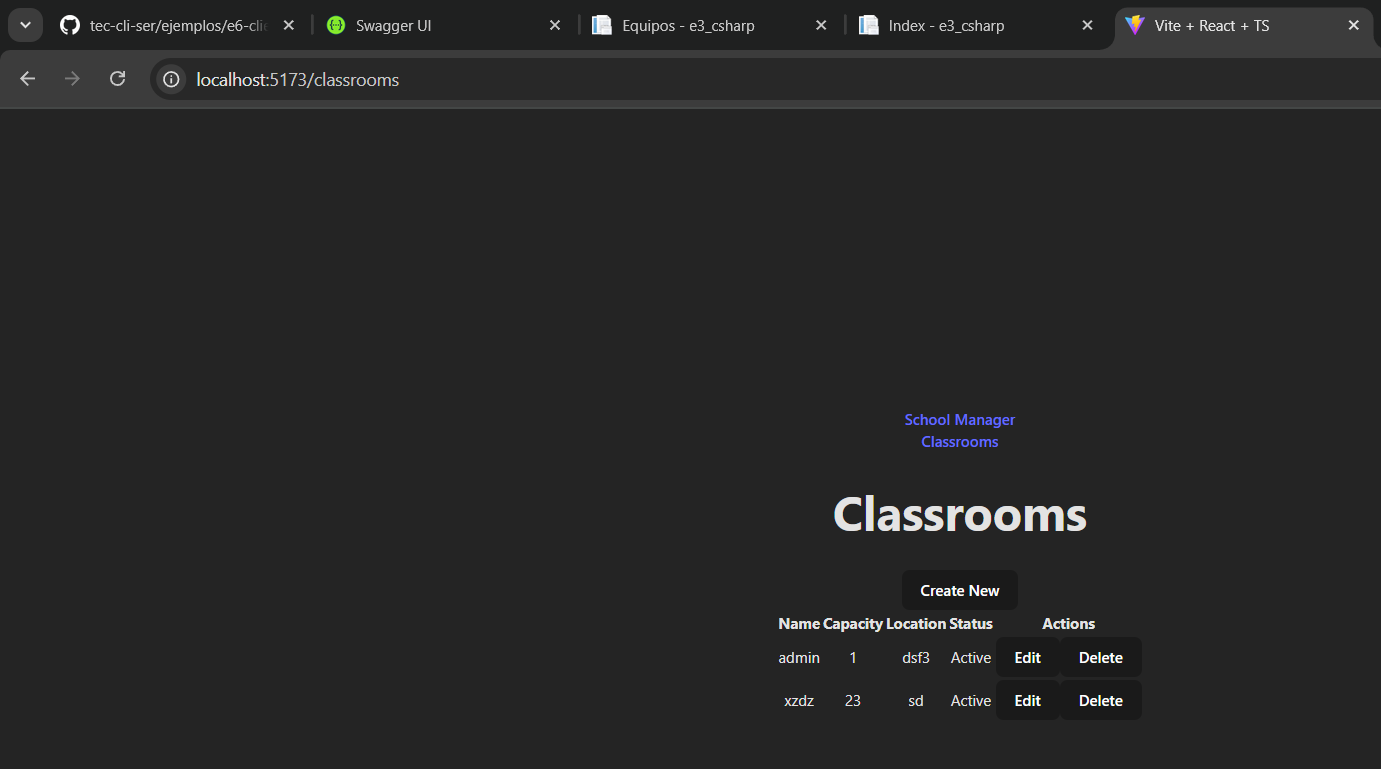 tec-cli-ser/ejemplos/e6-clie
Swagger UI
Equipos - e3_csharp
Index - e3_csharp
Vite + React + TS
localhost:5173/classrooms
School Manager
Classrooms
Classrooms
Create New
Name Capacity Location Status Actions
admin 1 dsf3 Active Edit Delete
xzdz 23 sd Active Edit Delete